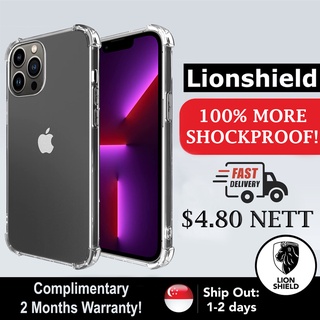 Lionshield
100% MORE
SHOCKPROOF!
FAST
DELIVERY
$4.80 NETT
LION
SHIELD
Complimentary
2 Months Warranty!
Ship Out:
1-2 days